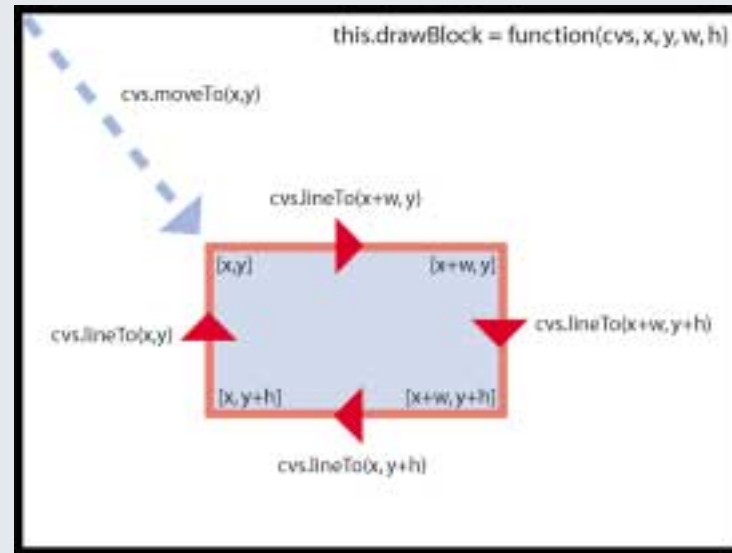 this.drawBlock = function(cvs, x, y, w, h)
cvs.moveTo(x,y)
cvs.lineTo(x+w, y)
[x,y]
[x+w, y]
cvs.lineTo(x,y)
cvs.lineTo(x+w, y+h)
[x, y+h]
[x+w, y+h]
cvs.lineTo(x, y+h)